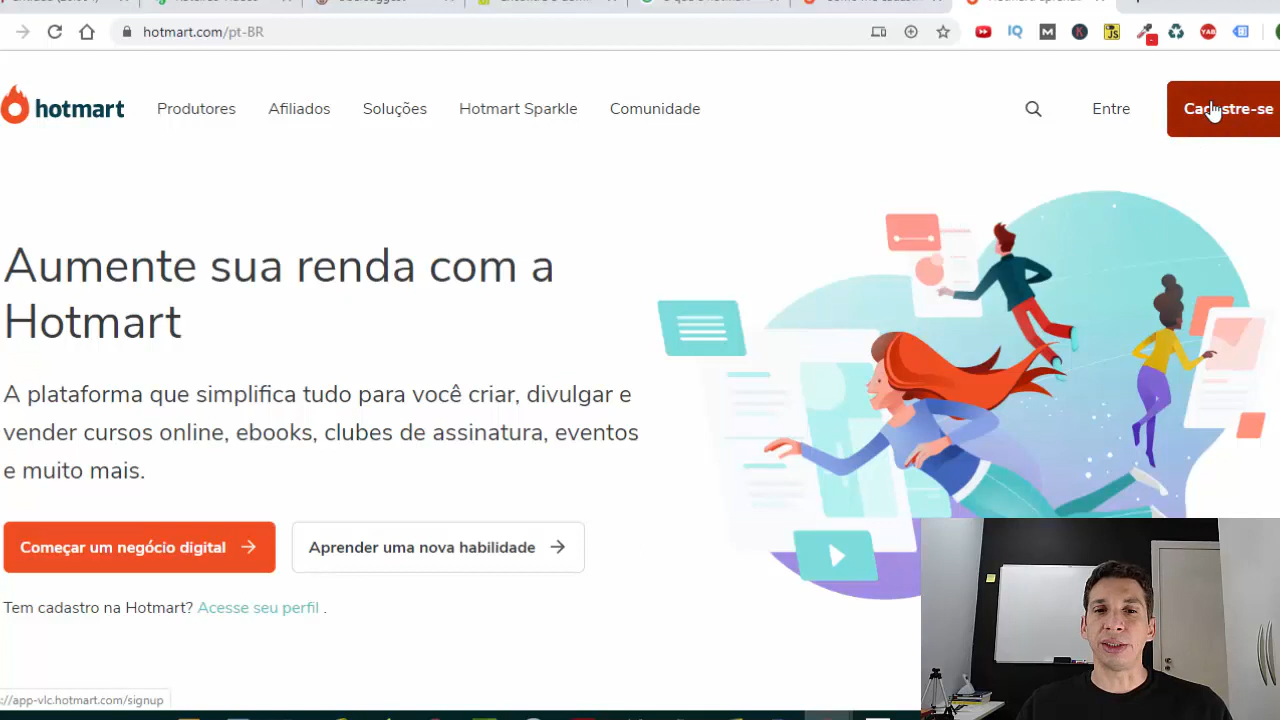 hotmart.com/pt-BR
IQ
M
K
JS
YAB
hotmart
Produtores
Afiliados
Soluções
Hotmart Sparkle
Comunidade
Entre
Cadastre-se
Aumente sua renda com a
Hotmart
A plataforma que simplifica tudo para você criar, divulgar e
vender cursos online, ebooks, clubes de assinatura, eventos
e muito mais.
Começar um negócio digital
Aprender uma nova habilidade
Tem cadastro na Hotmart? Acesse seu perfil .
://app-vlc.hotmart.com/signup